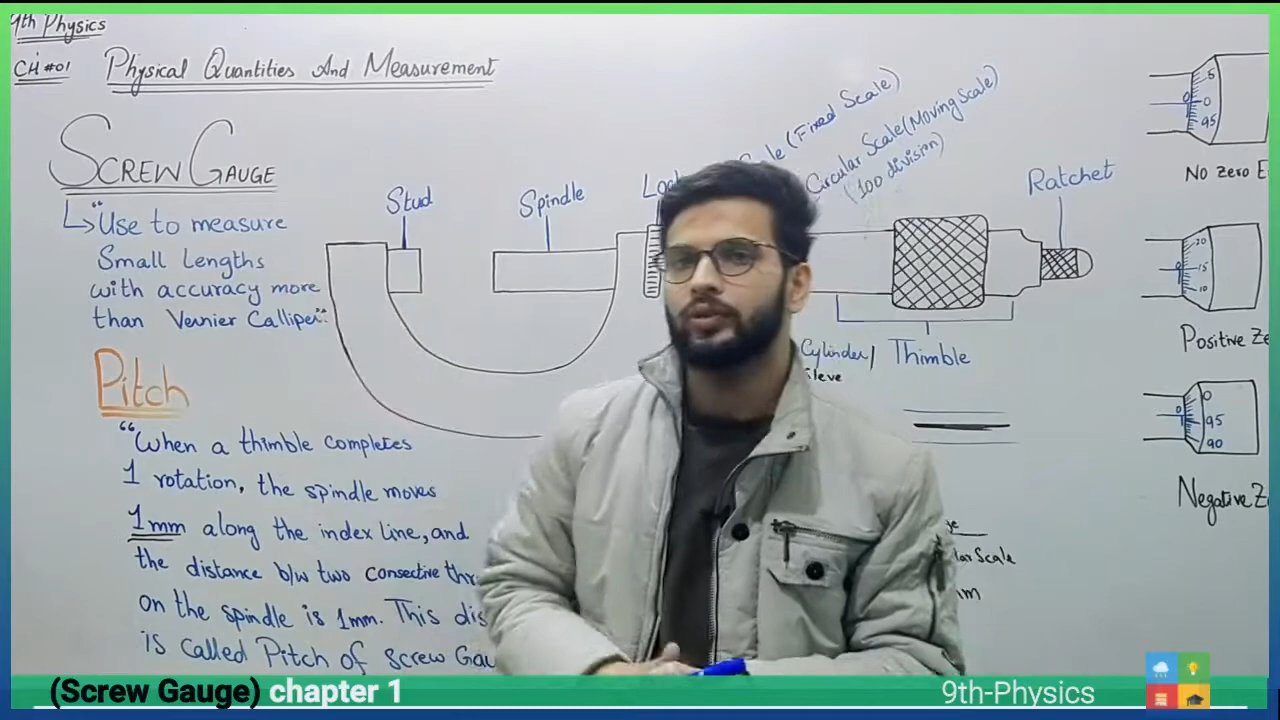 9th Physics
CH #01
Physical Quantities And Measurement
SCREW GAUGE
"Use to measure
Small Lengths
with accuracy more
than Vernier Calliper".
Pitch
"When a thimble completes
1 rotation, the spindle moves
1mm along the index line, and
the distance b/w two consective
on the spindle is 1mm. This
is called Pitch of screw
Stud
Spindle
(Fixed Scale)
Circular Scale (Moving Scale)
(100 division)
Ratchet
Cylinder/
Thimble
Scale
0
5
0
95
No Zero
0
20
15
10
Positive
0
0
95
90
Negative
(Screw Gauge) chapter 1
9th-Physics